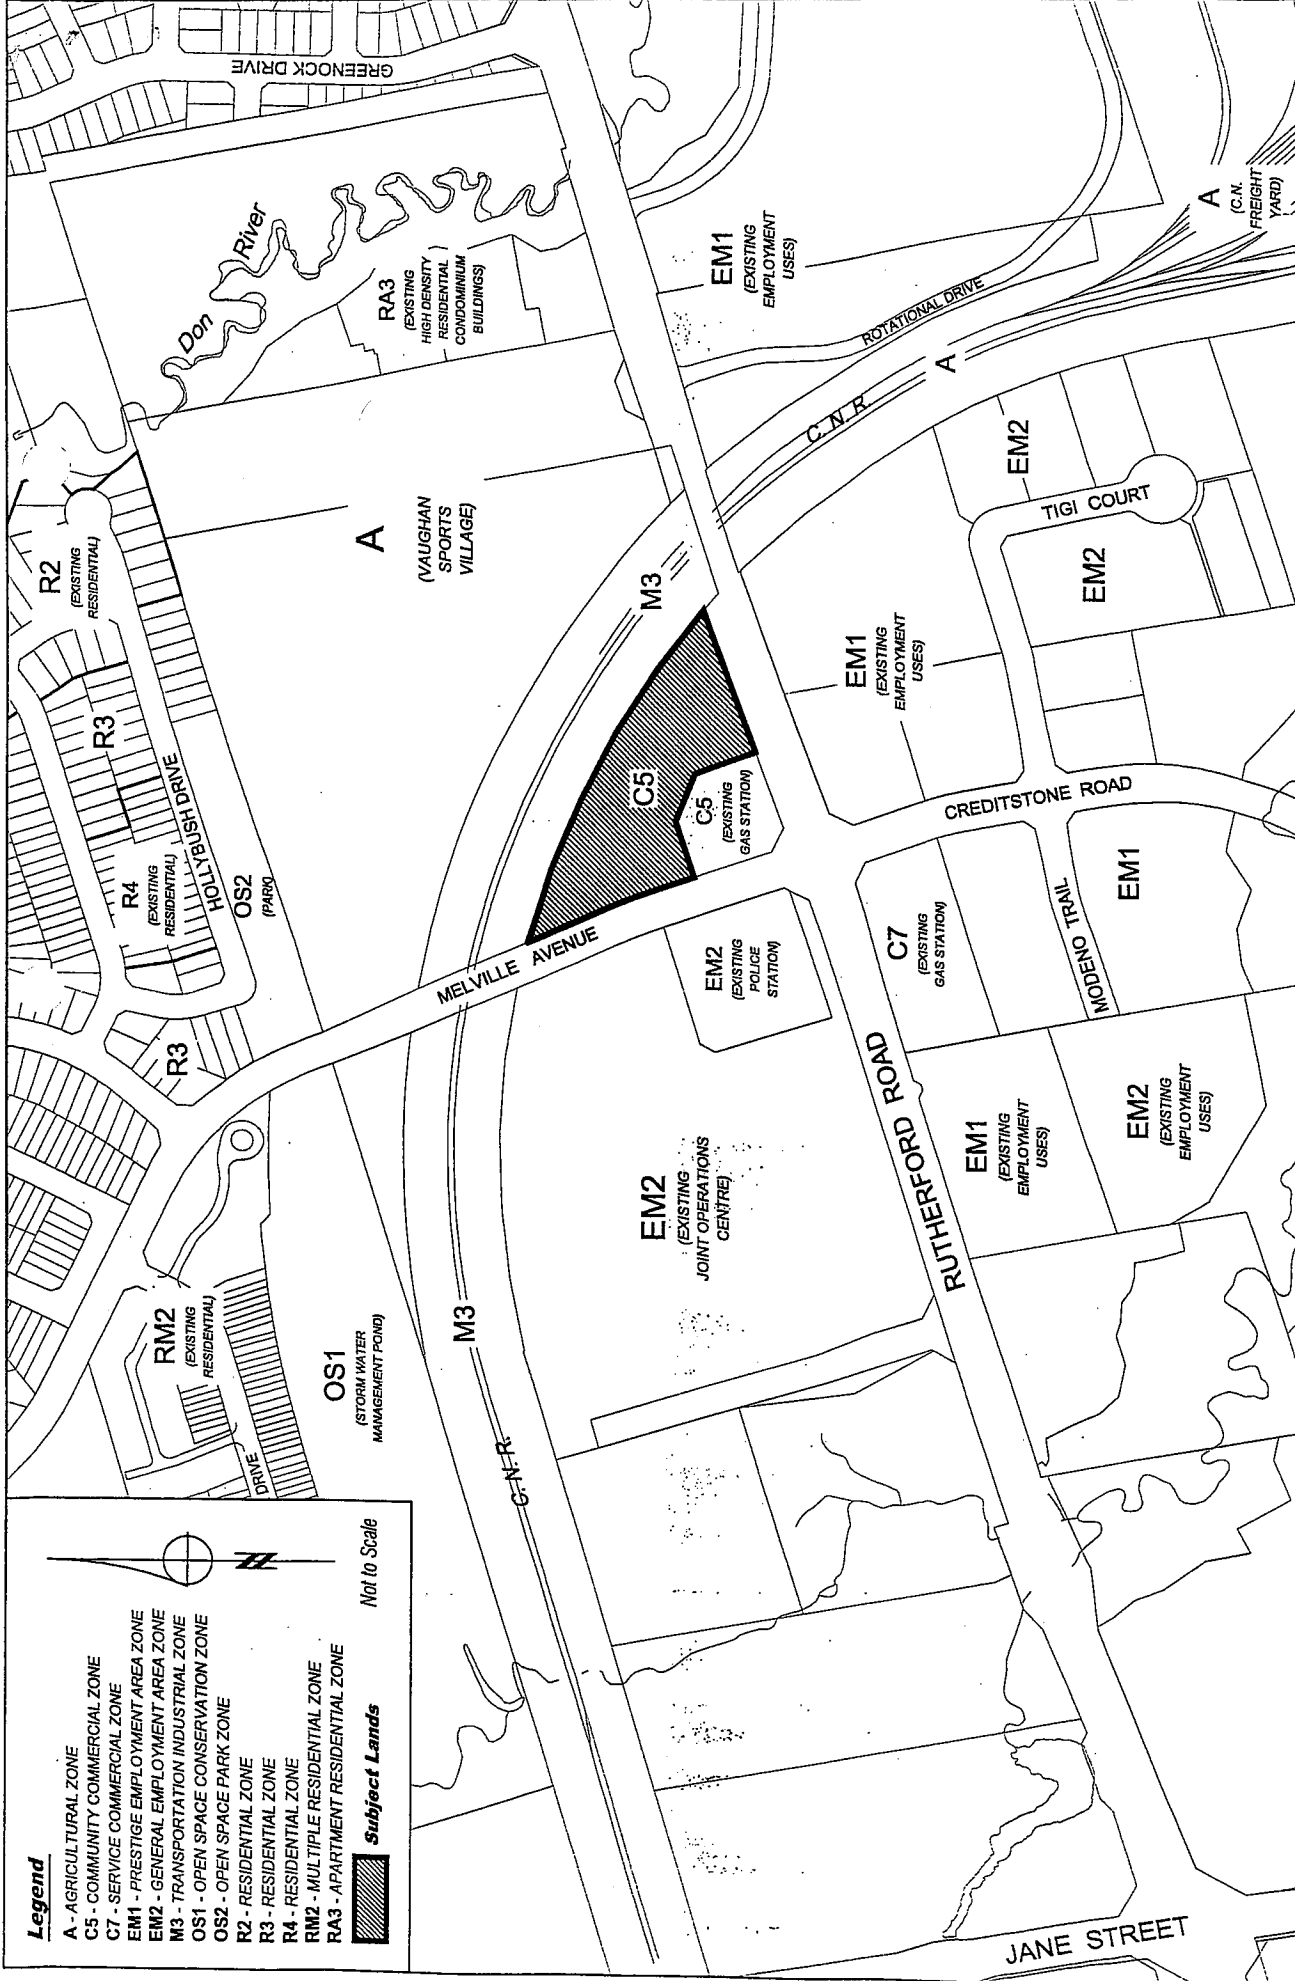 Legend
A - AGRICULTURAL ZONE
C5 - COMMUNITY COMMERCIAL ZONE
C7 - SERVICE COMMERCIAL ZONE
EM1 - PRESTIGE EMPLOYMENT AREA ZONE
EM2 - GENERAL EMPLOYMENT AREA ZONE
M3 - TRANSPORTATION INDUSTRIAL ZONE
OS1 - OPEN SPACE CONSERVATION ZONE
OS2 - OPEN SPACE PARK ZONE
R2 - RESIDENTIAL ZONE
R3 - RESIDENTIAL ZONE
R4 - RESIDENTIAL ZONE
RM2 - MULTIPLE RESIDENTIAL ZONE
RA3 - APARTMENT RESIDENTIAL ZONE
Subject Lands
N
Not to Scale
DRIVE
RM2
(EXISTING
RESIDENTIAL)
OS1
(STORM WATER
MANAGEMENT POND)
R3
R4
(EXISTING
RESIDENTIAL)
HOLLYBUSH DRIVE
OS2
(PARK)
R3
R2
(EXISTING
RESIDENTIAL)
A
(VAUGHAN
SPORTS
VILLAGE)
Don River
RA3
(EXISTING
HIGH DENSITY
RESIDENTIAL
CONDOMINIUM
BUILDINGS)
GREENOCK DRIVE
C.N.R.
M3
MELVILLE AVENUE
M3
C5
C5
(EXISTING
GAS STATION)
EM2
(EXISTING
POLICE
STATION)
EM2
(EXISTING
JOINT OPERATIONS
CENTRE)
EM1
(EXISTING
EMPLOYMENT
USES)
ROTATIONAL DRIVE
C.N.R.
A
A
(C.N.
FREIGHT
YARD)
RUTHERFORD ROAD
C7
(EXISTING
GAS STATION)
EM1
(EXISTING
EMPLOYMENT
USES)
EM2
TIGI COURT
EM2
CREDITSTONE ROAD
MODENO TRAIL
EM1
EM1
(EXISTING
EMPLOYMENT
USES)
EM2
(EXISTING
EMPLOYMENT
USES)
JANE STREET